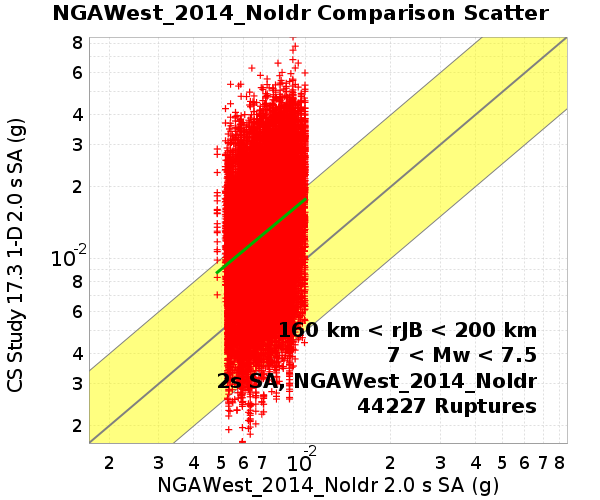 NGAWest_2014_NoIdr Comparison Scatter
8
6
4
3
2
10-2
8
6
4
3
2
CS Study 17.3 1-D 2.0 s SA (g)
160 km < rJB < 200 km
7 < Mw < 7.5
2s SA, NGAWest_2014_NoIdr
44227 Ruptures
2 3 4 5 6 7 10-2 2 3 4 5 6 7 8
NGAWest_2014_NoIdr 2.0 s SA (g)